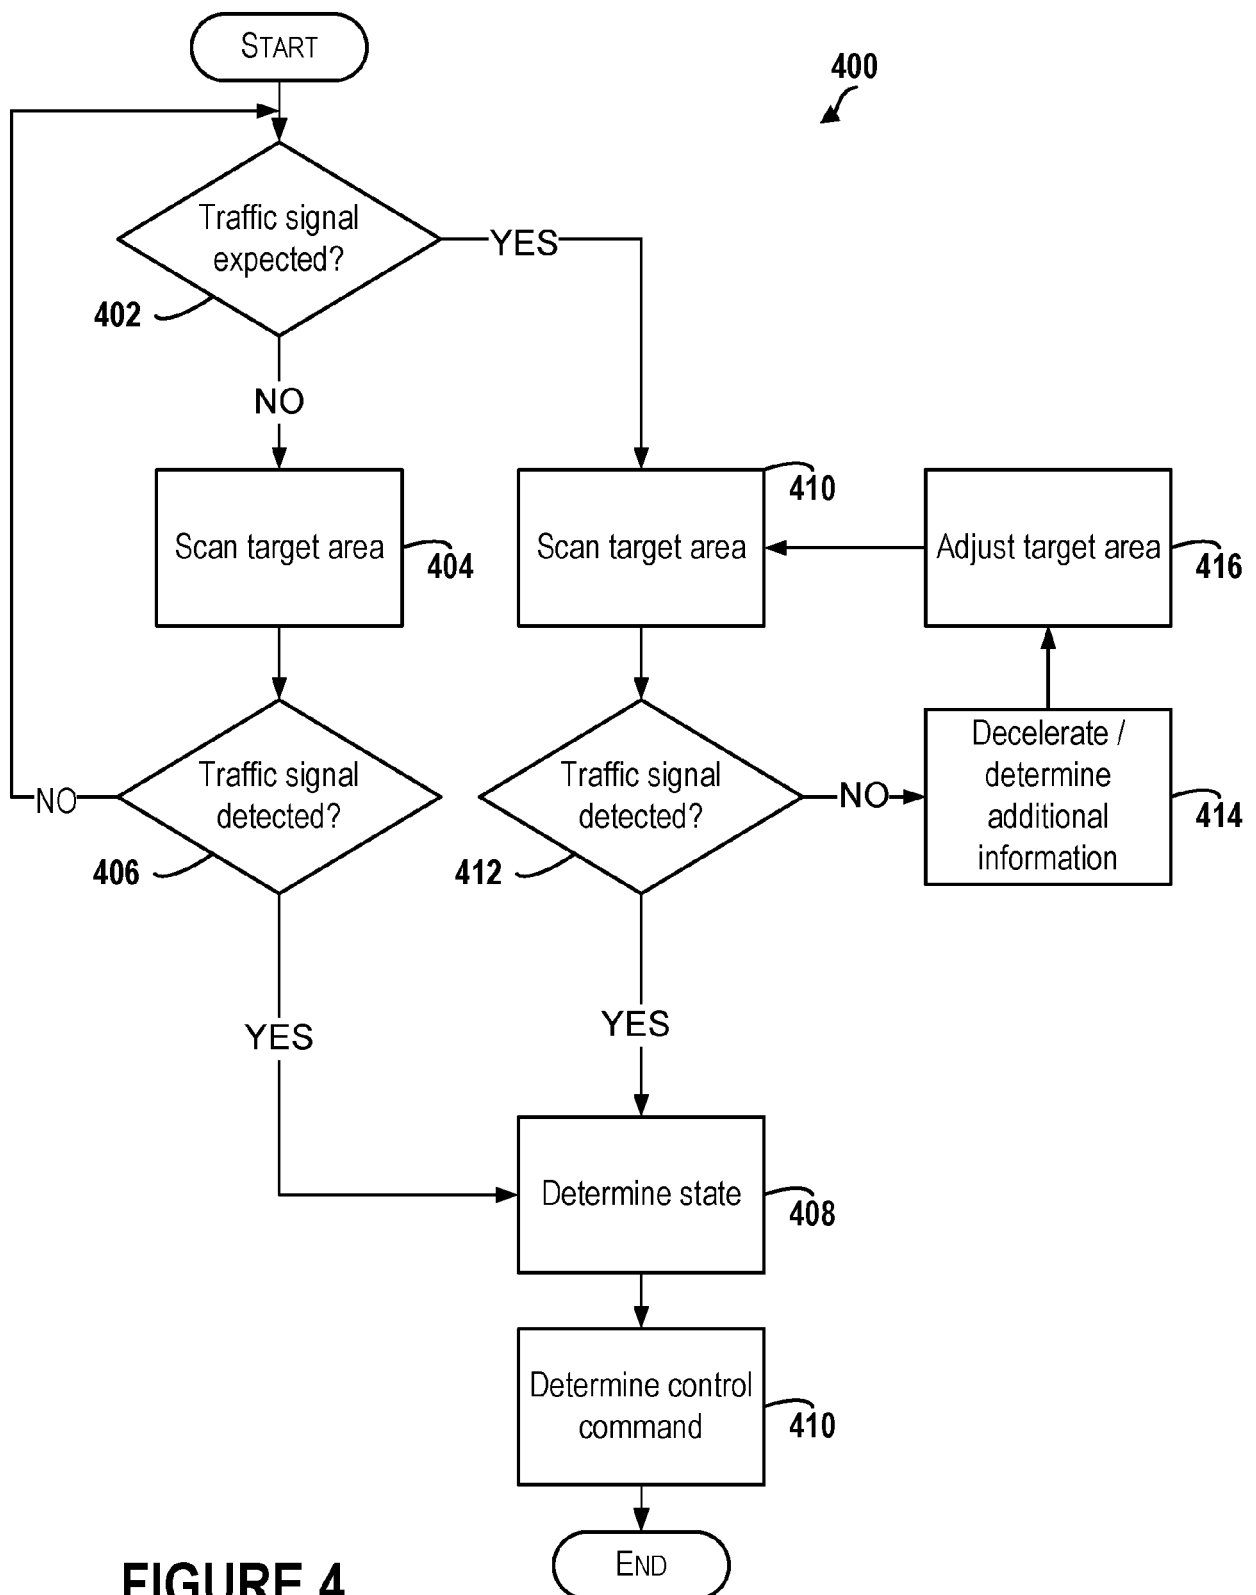 START
400
Traffic signal
expected?
YES
402
NO
410
Scan target area
404
Scan target area
Adjust target area
416
Traffic signal
detected?
NO
406
Traffic signal
detected?
NO
412
Decelerate /
determine
additional
information
414
YES
YES
Determine state
408
Determine control
command
410
END
FIGURE 4